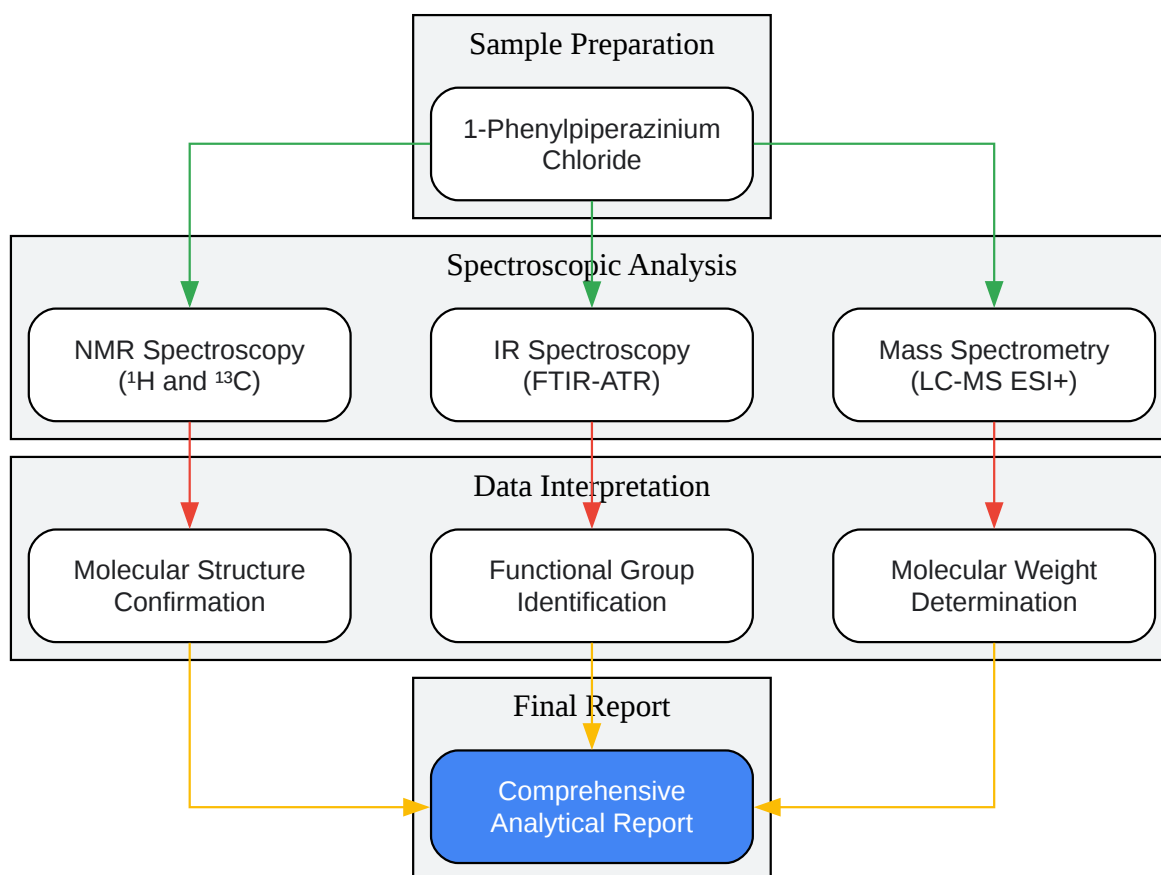 Sample Preparation
1-Phenylpiperazinium
Chloride
Spectroscopic Analysis
NMR Spectroscopy
(¹H and ¹³C)
IR Spectroscopy
(FTIR-ATR)
Mass Spectrometry
(LC-MS ESI+)
Data Interpretation
Molecular Structure
Confirmation
Functional Group
Identification
Molecular Weight
Determination
Final Report
Comprehensive
Analytical Report